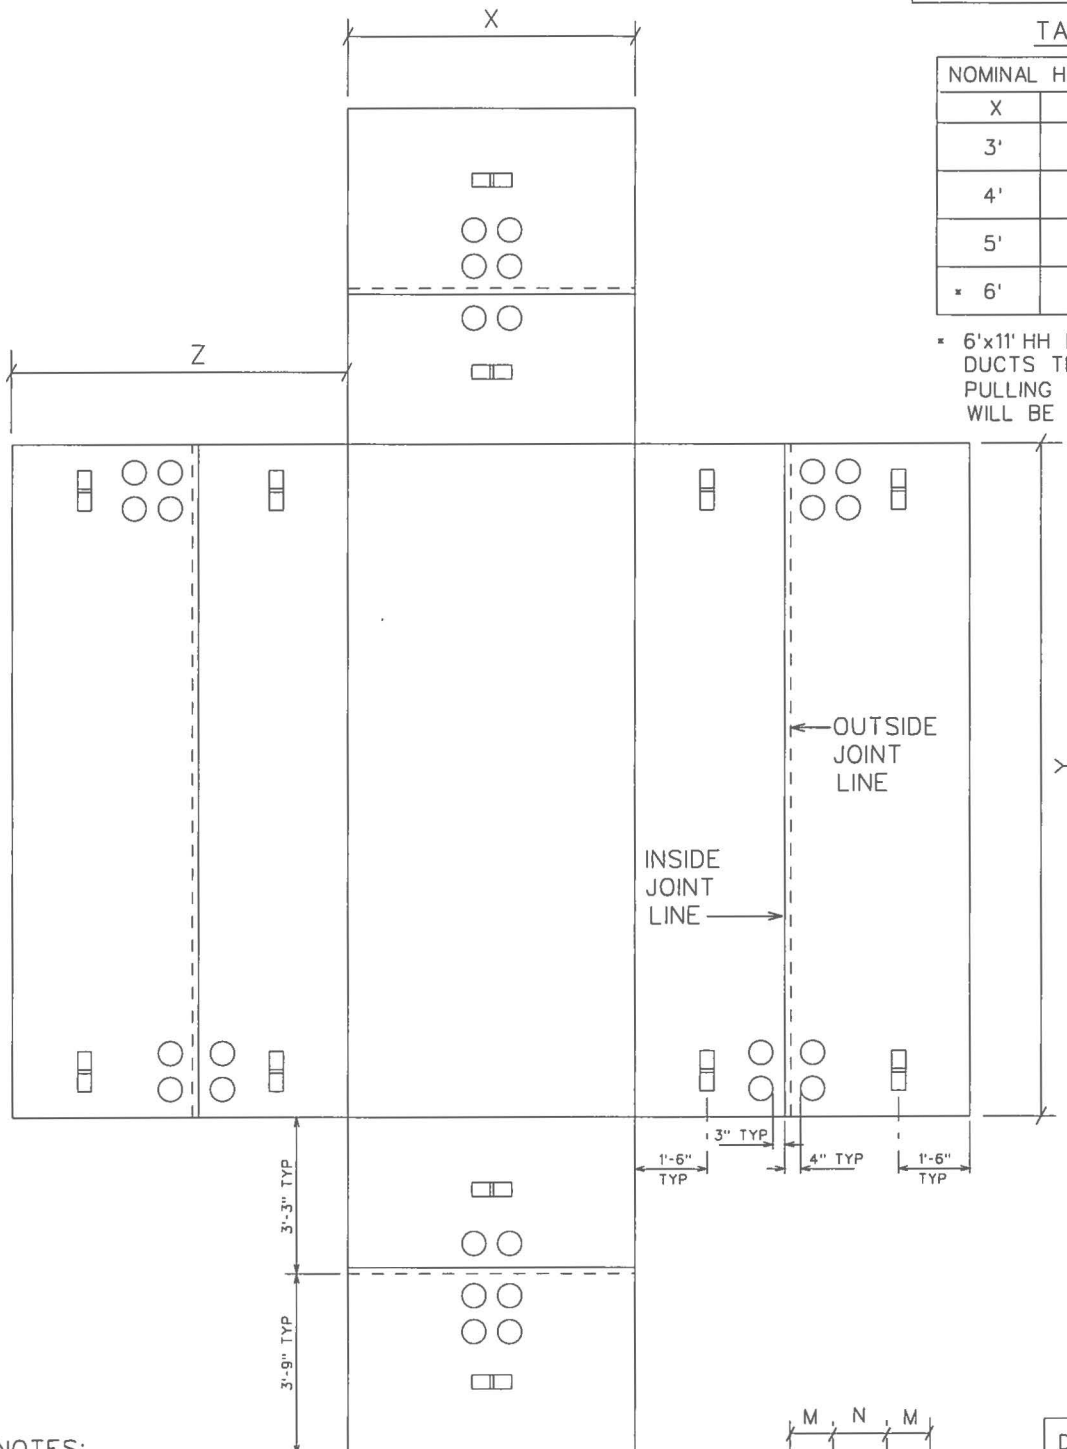 X
TA
NOMINAL H
X
3'
4'
5'
* 6'
* 6'x11' HH
DUCTS
PULLING
WILL BE
Z
Y
OUTSIDE
JOINT
LINE
INSIDE
JOINT
LINE
3" TYP
4" TYP
1'-6"
TYP
1'-6"
TYP
3'-3" TYP
3'-9" TYP
M N M
NOTES: